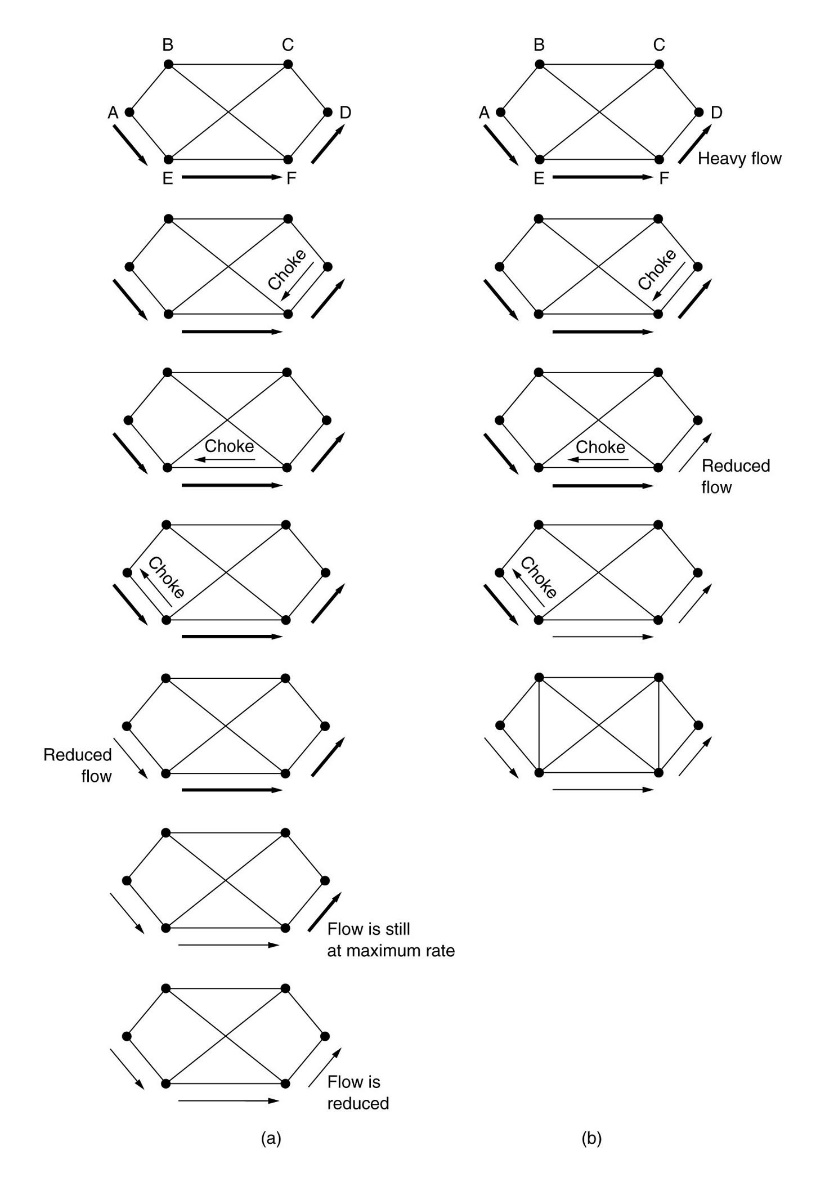 B C
A D
E F
Choke
Choke
Choke
Reduced
flow
Flow is still
at maximum rate
Flow is
reduced
(a)
B C
A D
Heavy flow
E F
Choke
Choke
Reduced
flow
Choke
(b)